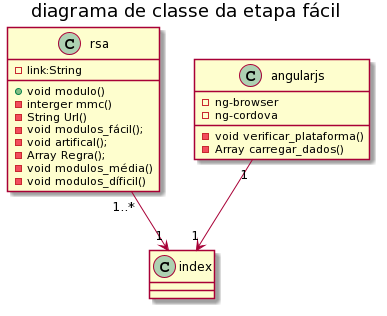 diagrama de classe da etapa fácil
C rsa
link:String
void modulo()
interger mmc()
String Url()
void modulos_fácil();
void artifical();
Array Regra();
void modulos_média()
void modulos_díficil()
C angularjs
ng-browser
ng-cordova
void verificar_plataforma()
Array carregar_dados()
1..*
1
1
1
C index